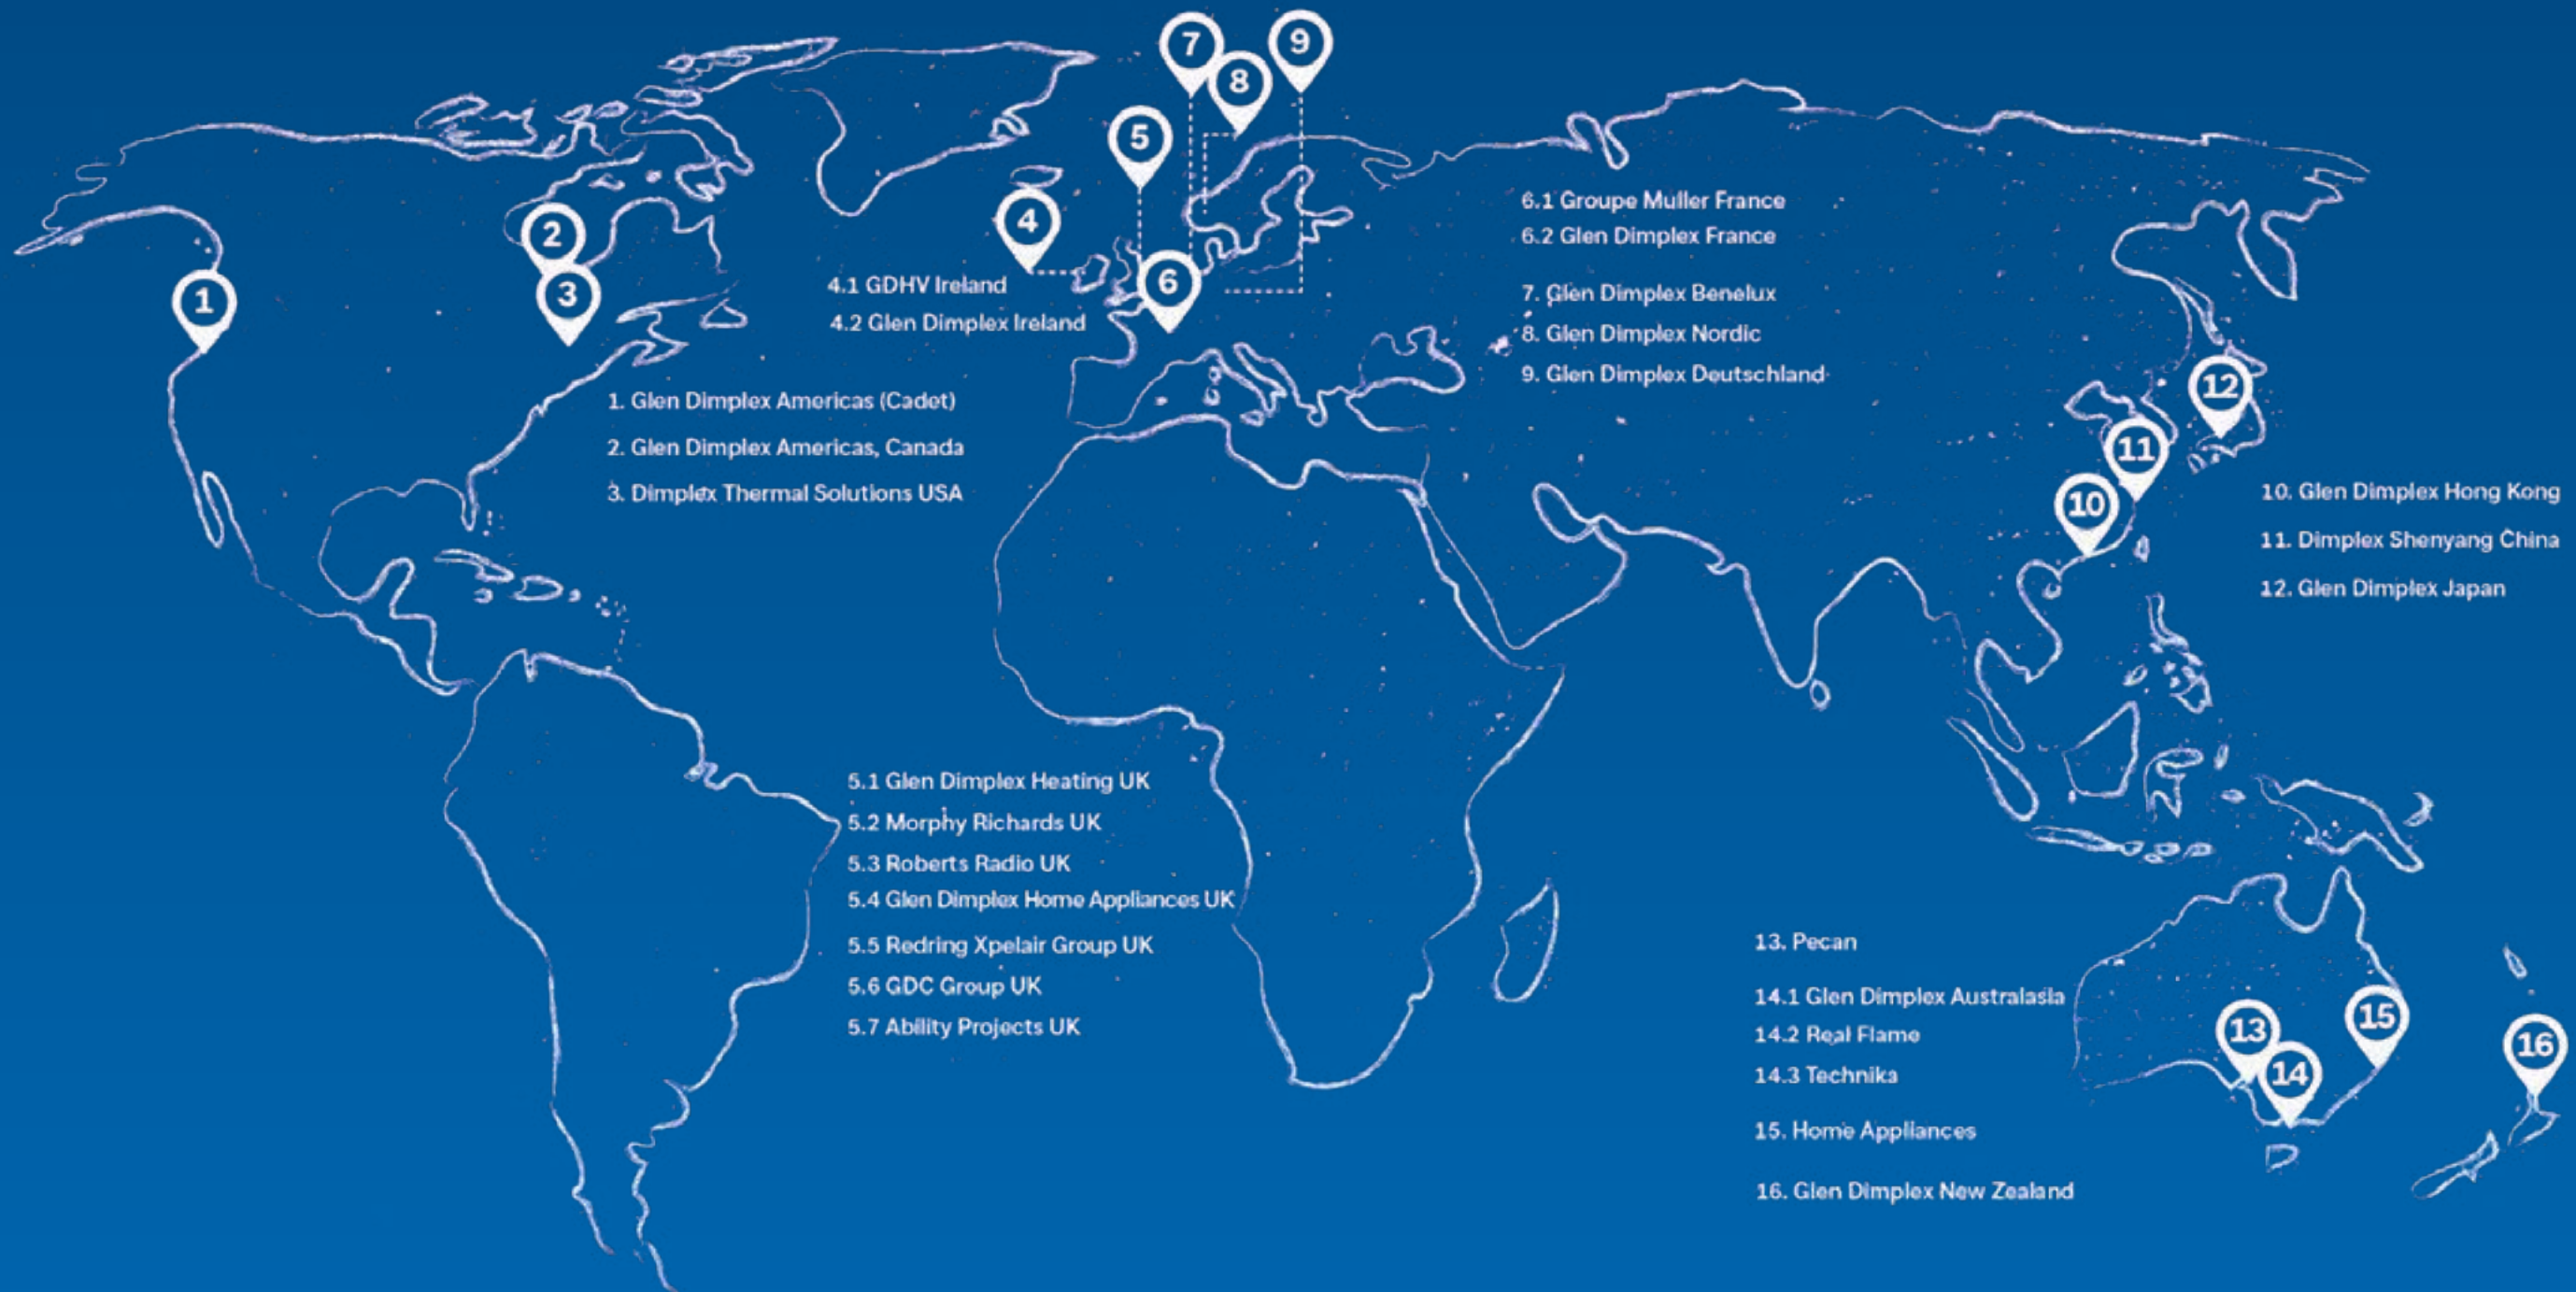 7
9
8
5
4
2
6
3
1
12
11
10
13
15
14
16
4.1 GDHV Ireland
4.2 Glen Dimplex Ireland
1. Glen Dimplex Americas (Cadet)
2. Glen Dimplex Americas, Canada
3. Dimplex Thermal Solutions USA
6.1 Groupe Muller France
6.2 Glen Dimplex France
7. Glen Dimplex Benelux
8. Glen Dimplex Nordic
9. Glen Dimplex Deutschland
10. Glen Dimplex Hong Kong
11. Dimplex Shenyang China
12. Glen Dimplex Japan
5.1 Glen Dimplex Heating UK
5.2 Morphy Richards UK
5.3 Roberts Radio UK
5.4 Glen Dimplex Home Appliances UK
5.5 Redring Xpelair Group UK
5.6 GDC Group UK
5.7 Ability Projects UK
13. Pecan
14.1 Glen Dimplex Australasia
14.2 Real Flame
14.3 Technika
15. Home Appliances
16. Glen Dimplex New Zealand